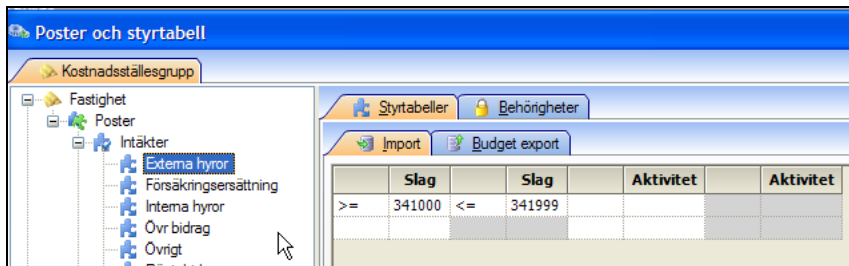 Poster och styrtabell
Kostnadsställesgrupp
Fastighet
Poster
Intäkter
Externa hyror
Försäkringsersättning
Interna hyror
Övr bidrag
Övrigt
Styrtabeller Behörigheter
Import Budget export
Slag Slag Aktivitet Aktivitet
>= 341000 <= 341999